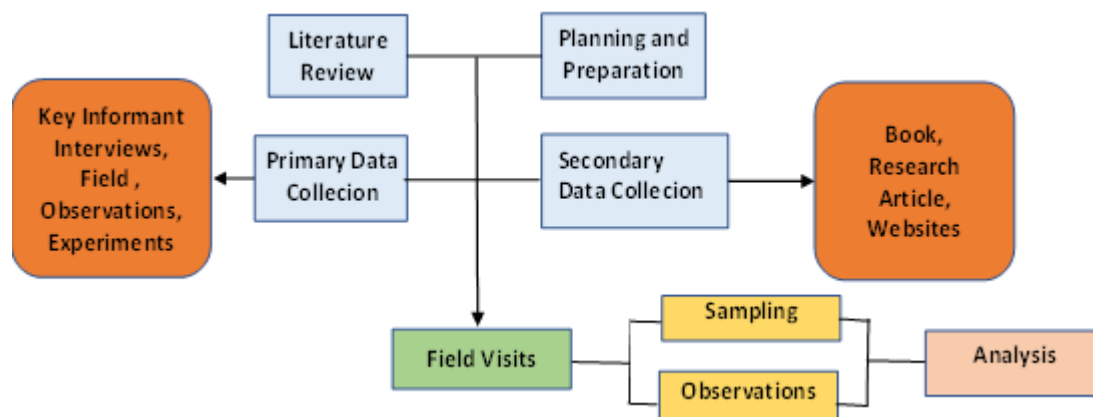 Literature
Review
Planning and
Preparation
Key Informant
Interviews,
Field ,
Observations,
Experiments
Primary Data
Collecion
Secondary
Data Collecion
Book,
Research
Article,
Websites
Field Visits
Sampling
Observations
Analysis